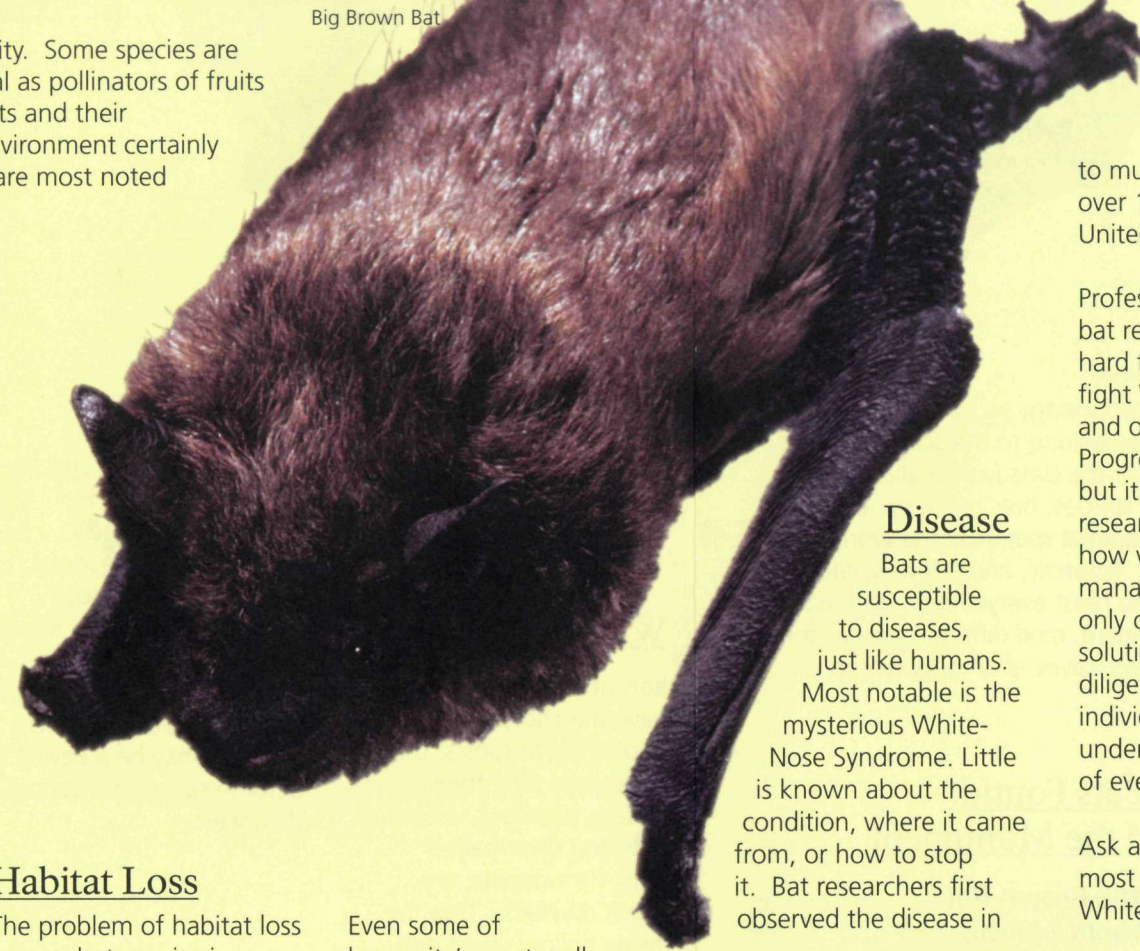 Big Brown Bat
ity. Some species are
al as pollinators of fruits
ts and their
vironment certainly
are most noted
Habitat Loss
The problem of habitat loss
Even some of
Disease
Bats are
susceptible
to diseases,
just like humans.
Most notable is the
mysterious White-
Nose Syndrome. Little
is known about the
condition, where it came
from, or how to stop
it. Bat researchers first
observed the disease in
to mu
over 1
Unite
Profes
bat re
hard t
fight
and o
Progre
but it
resear
how v
mana
only o
soluti
dilige
indivi
under
of eve
Ask a
most
White